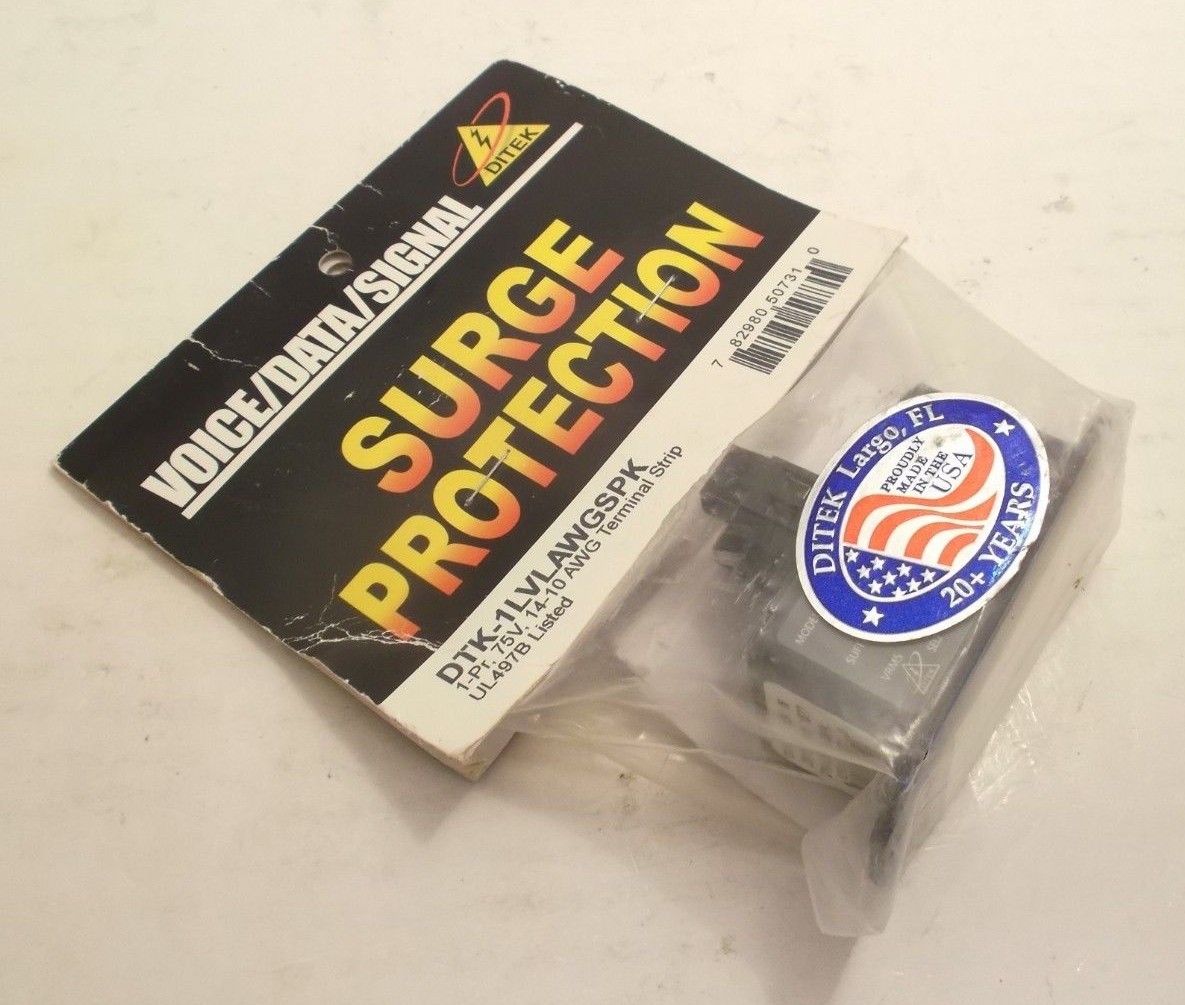 DITEK
VOICE/DATA/SIGNAL
SURGE
PROTECTION
7 82980 50731 0
DTK-1LVLAWGSPK
1-Pr, 75V, 14-10 AWG Terminal Strip
UL497B Listed
DITEK Largo, FL
PROUDLY
MADE
IN THE
USA
20+ YEARS
VRMS